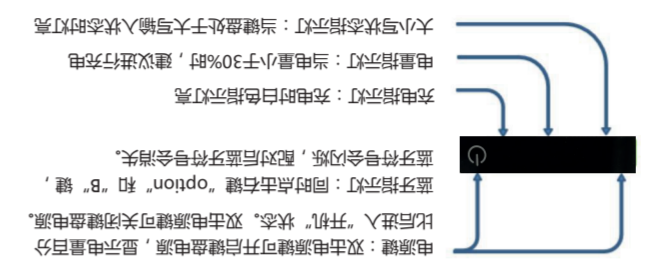 电源键：双击电源键可开启键盘电源，显示电量百分
比后进入“开机”状态。双击电源键可关闭键盘电源。
蓝牙指示灯：同时点击右键“option”和“B”键，
蓝牙符号会闪烁，配对后蓝牙符号会消失。
充电指示灯：充电时白色指示灯亮
电量指示灯：当电量小于30%时，建议进行充电
大小写状态指示灯：当键盘处于大写输入状态时灯亮